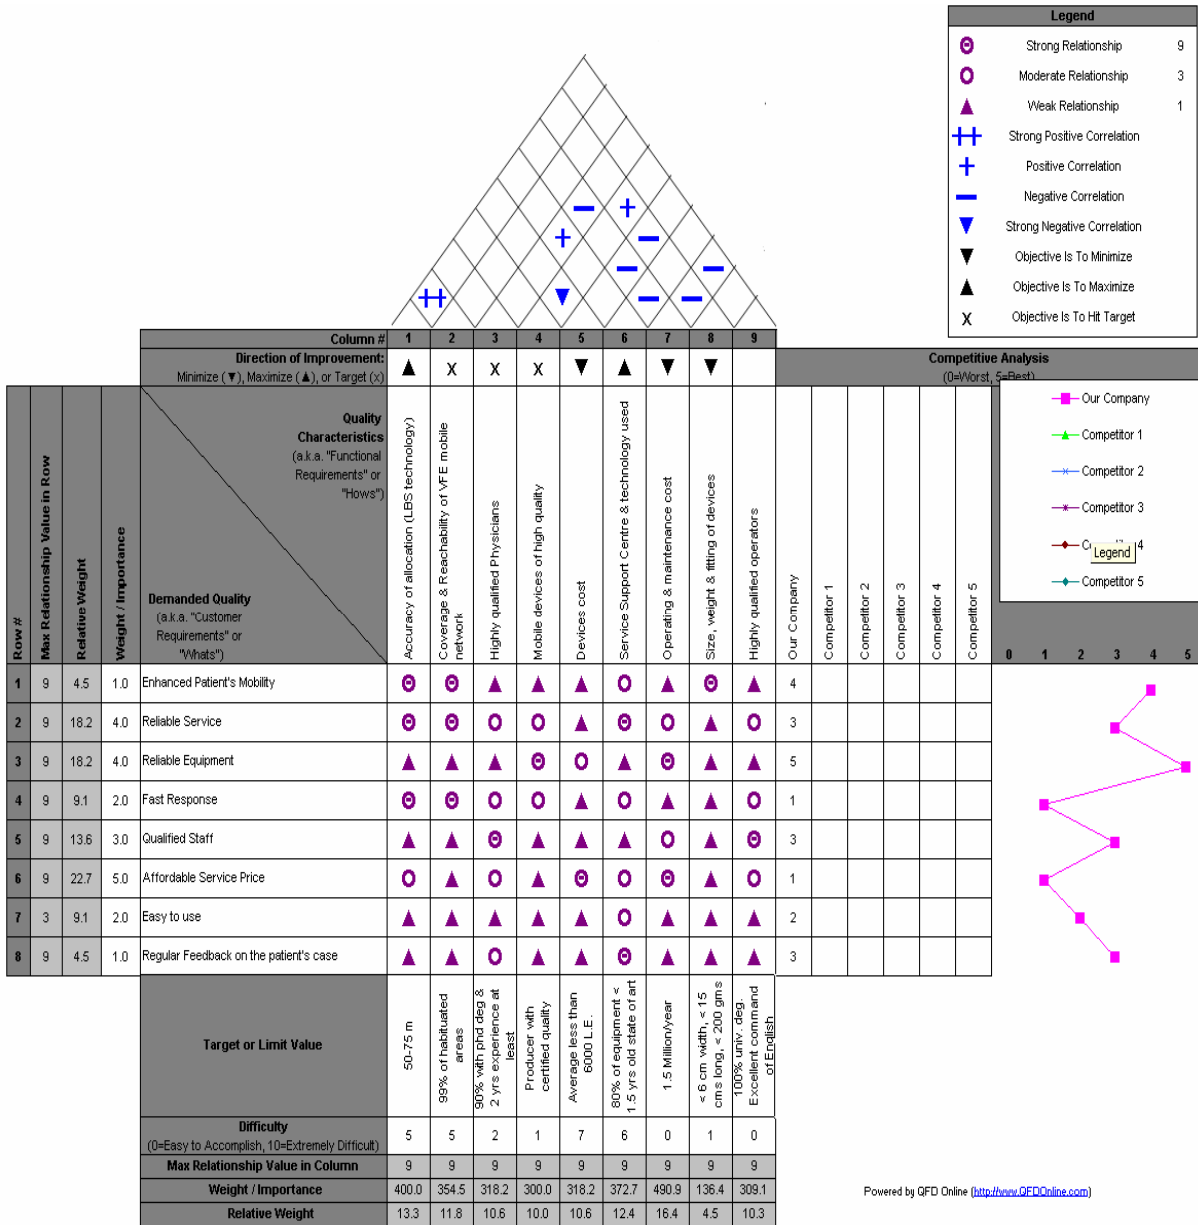 Legend
Strong Relationship 9
Moderate Relationship 3
Weak Relationship 1
Strong Positive Correlation
Positive Correlation
Negative Correlation
Strong Negative Correlation
Objective Is To Minimize
Objective Is To Maximize
X Objective Is To Hit Target
Column # 1 2 3 4 5 6 7 8 9
Direction of Improvement:
Minimize (▼), Maximize (▲), or Target (x)
▲ X X X ▼ ▲ ▼ ▼
Competitive Analysis
(0=Worst, 5=Best)
Row #
Max Relationship Value in Row
Relative Weight
Weight / Importance
Quality
Characteristics
(a.k.a. "Functional
Requirements" or
"Hows")
Demanded Quality
(a.k.a. "Customer
Requirements" or
"Whats")
Accuracy of allocation (LBS technology)
Coverage & Reachability of VFE mobile
network
Highly qualified Physicians
Mobile devices of high quality
Devices cost
Service Support Centre & technology used
Operating & maintenance cost
Size, weight & fitting of devices
Highly qualified operators
Our Company
Competitor 1
Competitor 2
Competitor 3
Competitor 4
Competitor 5
Our Company
Competitor 1
Competitor 2
Competitor 3
4
Legend
Competitor 5
0 1 2 3 4 5
1 9 4.5 1.0 Enhanced Patient's Mobility 4
2 9 18.2 4.0 Reliable Service 3
3 9 18.2 4.0 Reliable Equipment 5
4 9 9.1 2.0 Fast Response 1
5 9 13.6 3.0 Qualified Staff 3
6 9 22.7 5.0 Affordable Service Price 1
7 3 9.1 2.0 Easy to use 2
8 9 4.5 1.0 Regular Feedback on the patient's case 3
Target or Limit Value
50-75 m
99% of habituated
areas
90% with phd deg &
2 yrs experience at
least
Producer with
certified quality
Average less than
6000 L.E.
80% of equipment <
1.5 yrs old state of art
1.5 Million/year
< 6 cm width, < 15
cms long, < 200 gms
100% univ. deg.
Excellent command
of English
Difficulty
(0=Easy to Accomplish, 10=Extremely Difficult)
5 5 2 1 7 6 0 1 0
Max Relationship Value in Column 9 9 9 9 9 9 9 9 9
Weight / Importance 400.0 354.5 318.2 300.0 318.2 372.7 490.9 136.4 309.1
Relative Weight 13.3 11.8 10.6 10.0 10.6 12.4 16.4 4.5 10.3
Powered by QFD Online (http://www.QFDOnline.com)